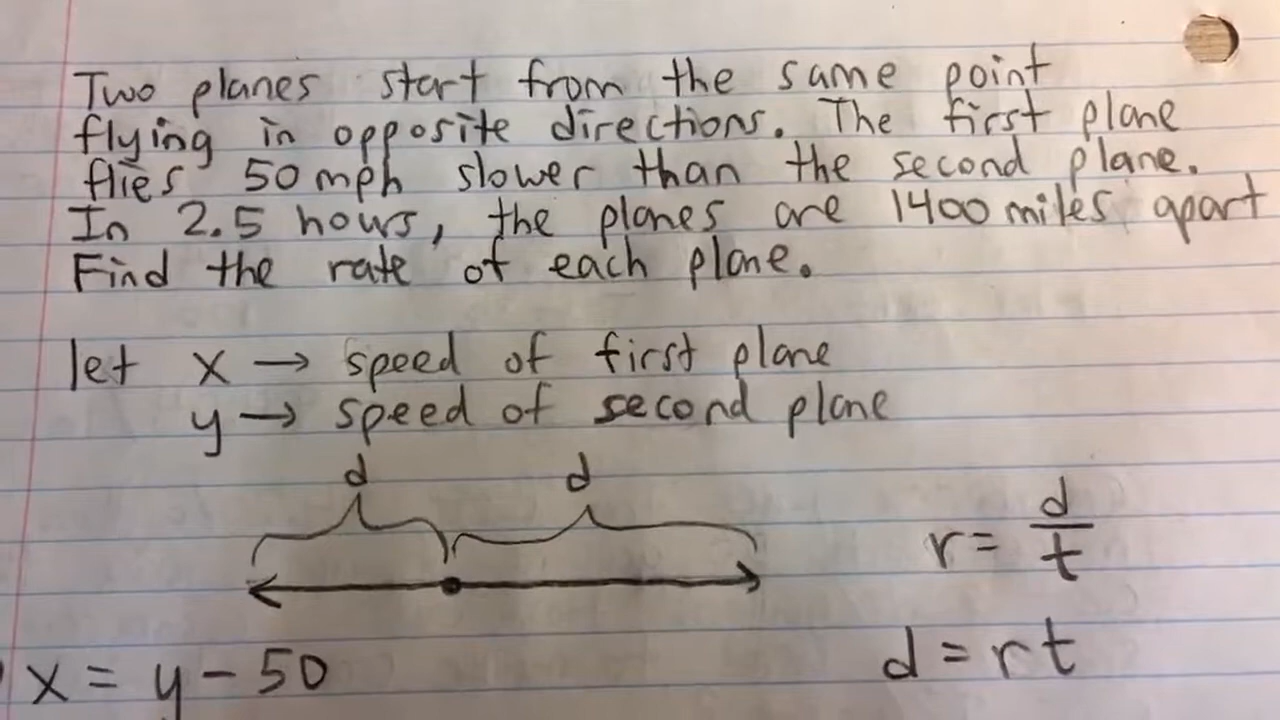 Two planes start from the same point
flying in opposite directions. The first plane
flies 50 mph slower than the second plane.
In 2.5 hours, the planes are 1400 miles apart
Find the rate of each plane.
let x → speed of first plane
y → speed of second plane
d d
r = d/t
x = y - 50
d = rt